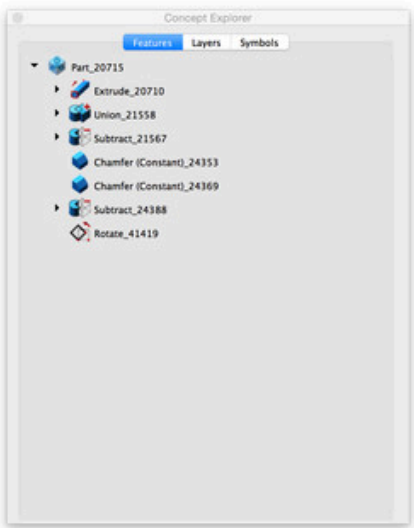 Concept Explorer
Features Layers Symbols
Part_20715
Extrude_20710
Union_21558
Subtract_21567
Chamfer (Constant)_24353
Chamfer (Constant)_24369
Subtract_24388
Rotate_41419